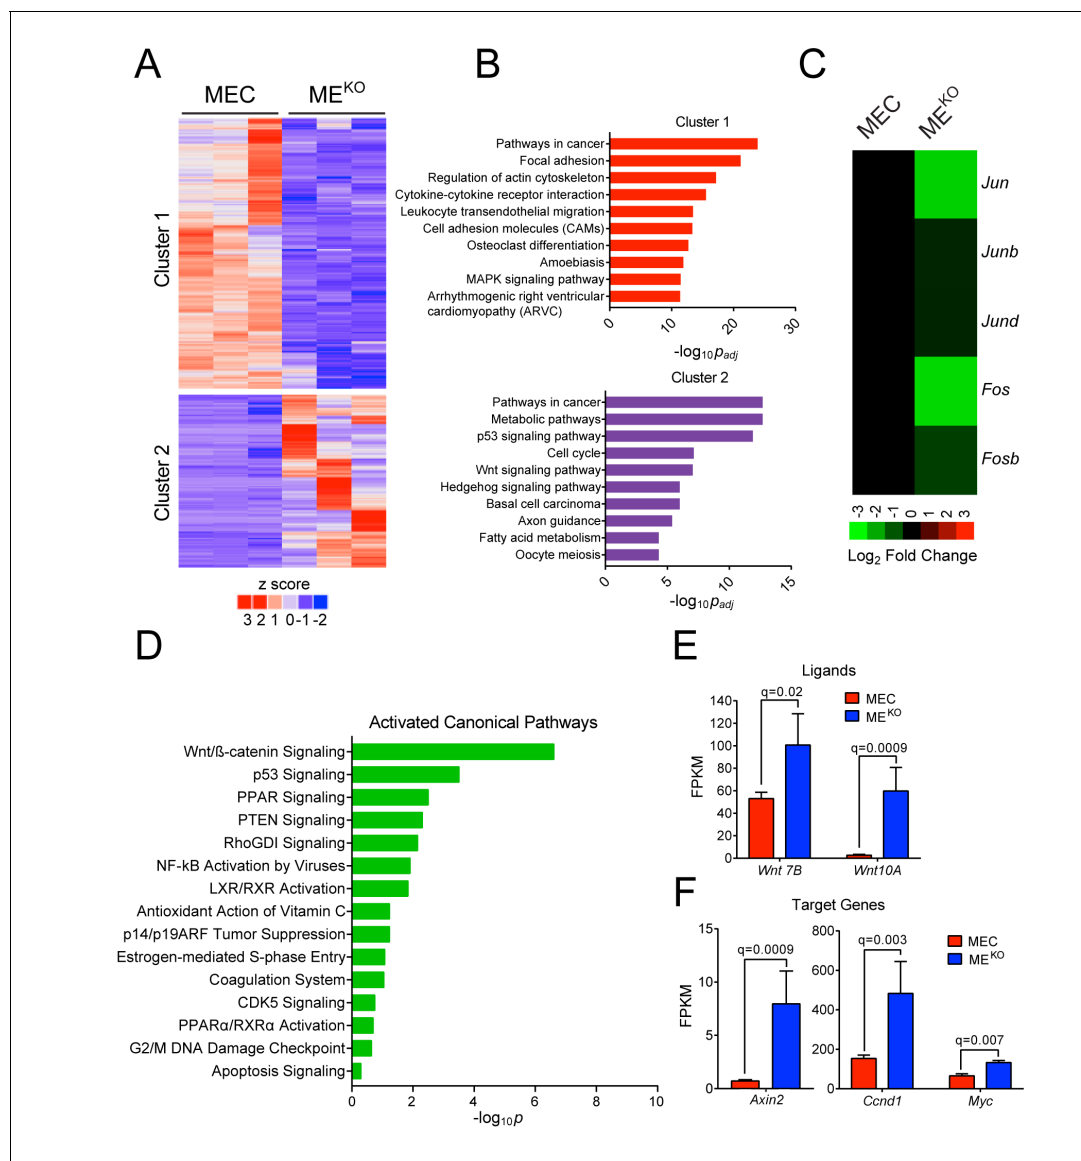 A
MEC
ME^KO
Cluster 1
Cluster 2
z score
3 2 1 0 -1 -2
B
Cluster 1
Pathways in cancer
Focal adhesion
Regulation of actin cytoskeleton
Cytokine-cytokine receptor interaction
Leukocyte transendothelial migration
Cell adhesion molecules (CAMs)
Osteoclast differentiation
Amoebiasis
MAPK signaling pathway
Arrhythmogenic right ventricular
cardiomyopathy (ARVC)
0 10 20 30
-log₁₀p adj
Cluster 2
Pathways in cancer
Metabolic pathways
p53 signaling pathway
Cell cycle
Wnt signaling pathway
Hedgehog signaling pathway
Basal cell carcinoma
Axon guidance
Fatty acid metabolism
Oocyte meiosis
0 5 10 15
-log₁₀p adj
C
MEC
ME^KO
Jun
Junb
Jund
Fos
Fosb
-3 -2 -1 0 1 2 3
Log₂ Fold Change
D
Activated Canonical Pathways
Wnt/ß-catenin Signaling
p53 Signaling
PPAR Signaling
PTEN Signaling
RhoGDI Signaling
NF-kB Activation by Viruses
LXR/RXR Activation
Antioxidant Action of Vitamin C
p14/p19ARF Tumor Suppression
Estrogen-mediated S-phase Entry
Coagulation System
CDK5 Signaling
PPARα/RXRα Activation
G2/M DNA Damage Checkpoint
Apoptosis Signaling
0 2 4 6 8 10
-log₁₀p
E
Ligands
q=0.02
q=0.0009
MEC
ME^KO
FPKM
140
120
100
80
60
40
20
0
Wnt 7B
Wnt10A
F
Target Genes
FPKM
15
10
5
0
q=0.0009
Axin2
800
600
400
200
0
q=0.003
q=0.007
MEC
ME^KO
Ccnd1
Myc